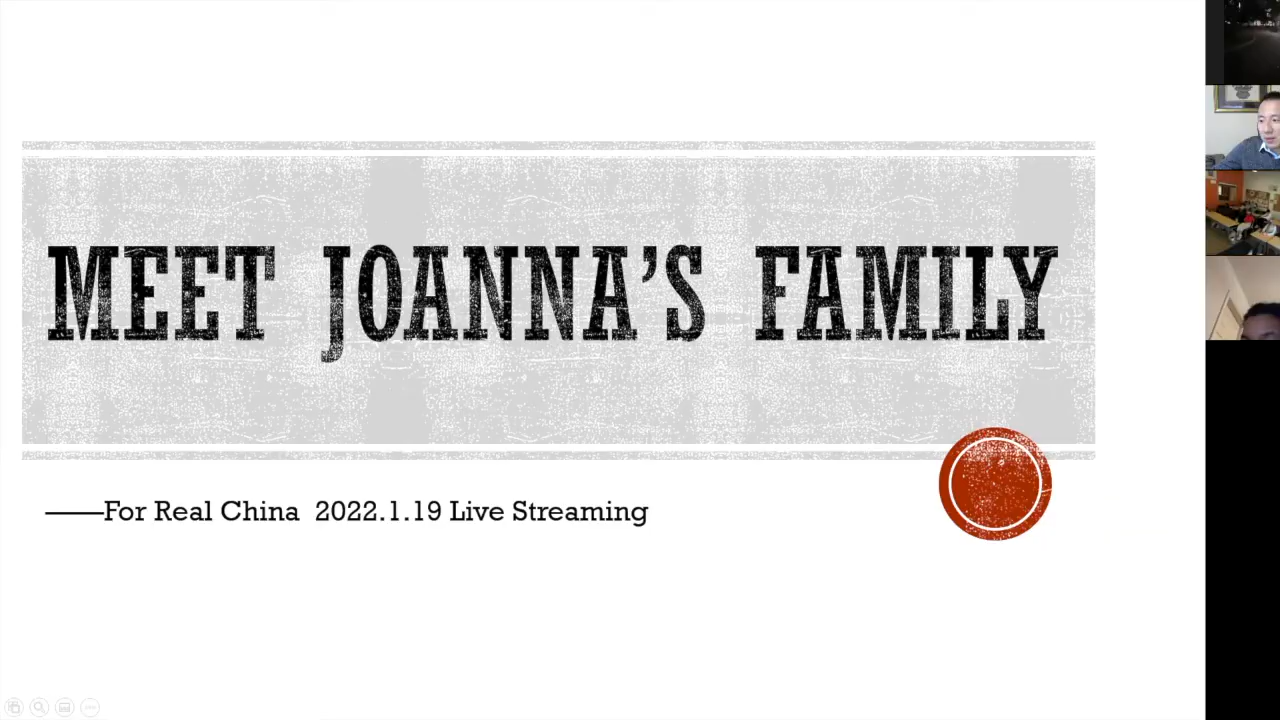 MEET JOANNA'S FAMILY
——For Real China 2022.1.19 Live Streaming